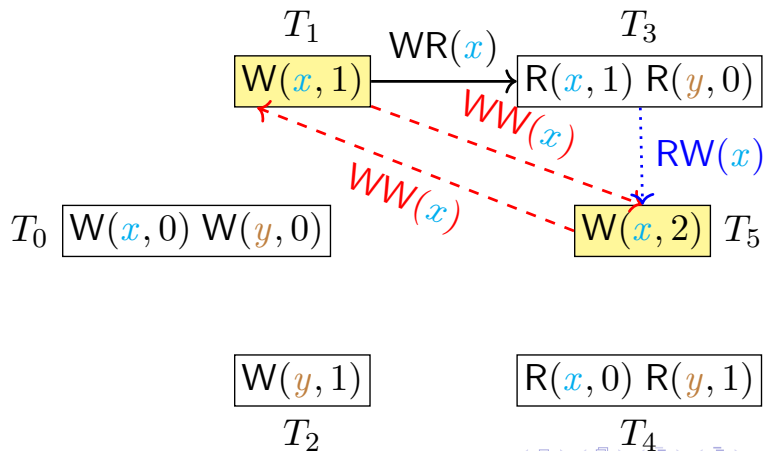 T₁
T₃
W(x, 1)
WR(x)
R(x, 1) R(y, 0)
WW(x)
RW(x)
WW(x)
T₀
W(x, 0) W(y, 0)
W(x, 2)
T₅
W(y, 1)
R(x, 0) R(y, 1)
T₂
T₄